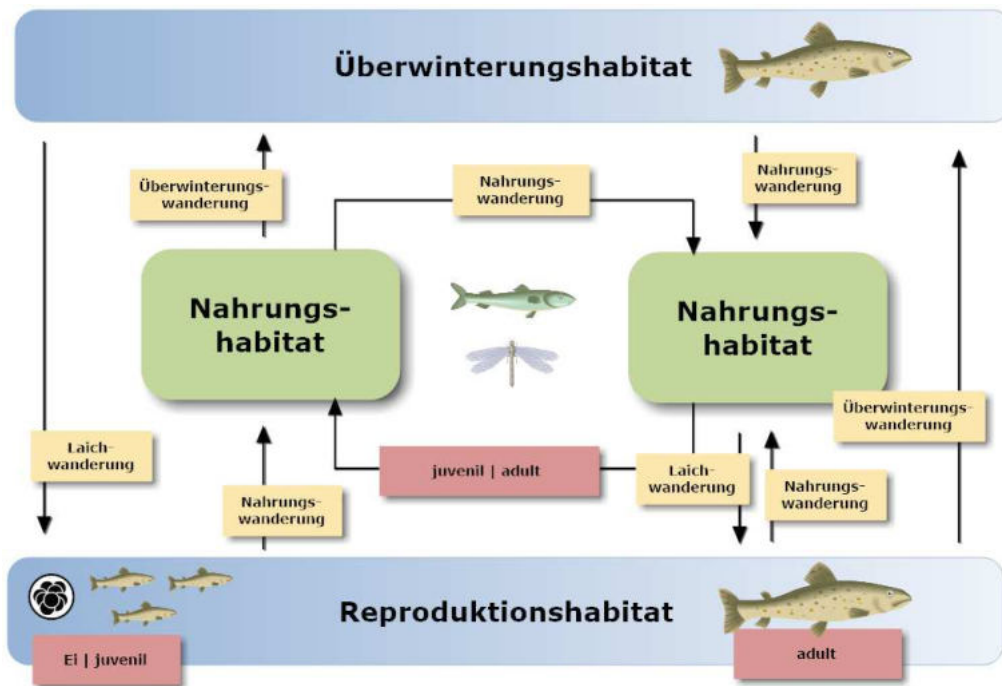 Überwinterungshabitat
Überwinterungs-
wanderung
Nahrungs-
wanderung
Nahrungs-
wanderung
Nahrungs-
habitat
Nahrungs-
habitat
Laich-
wanderung
Überwinterungs-
wanderung
juvenil | adult
Laich-
wanderung
Nahrungs-
wanderung
Nahrungs-
wanderung
Reproduktionshabitat
Ei | juvenil
adult